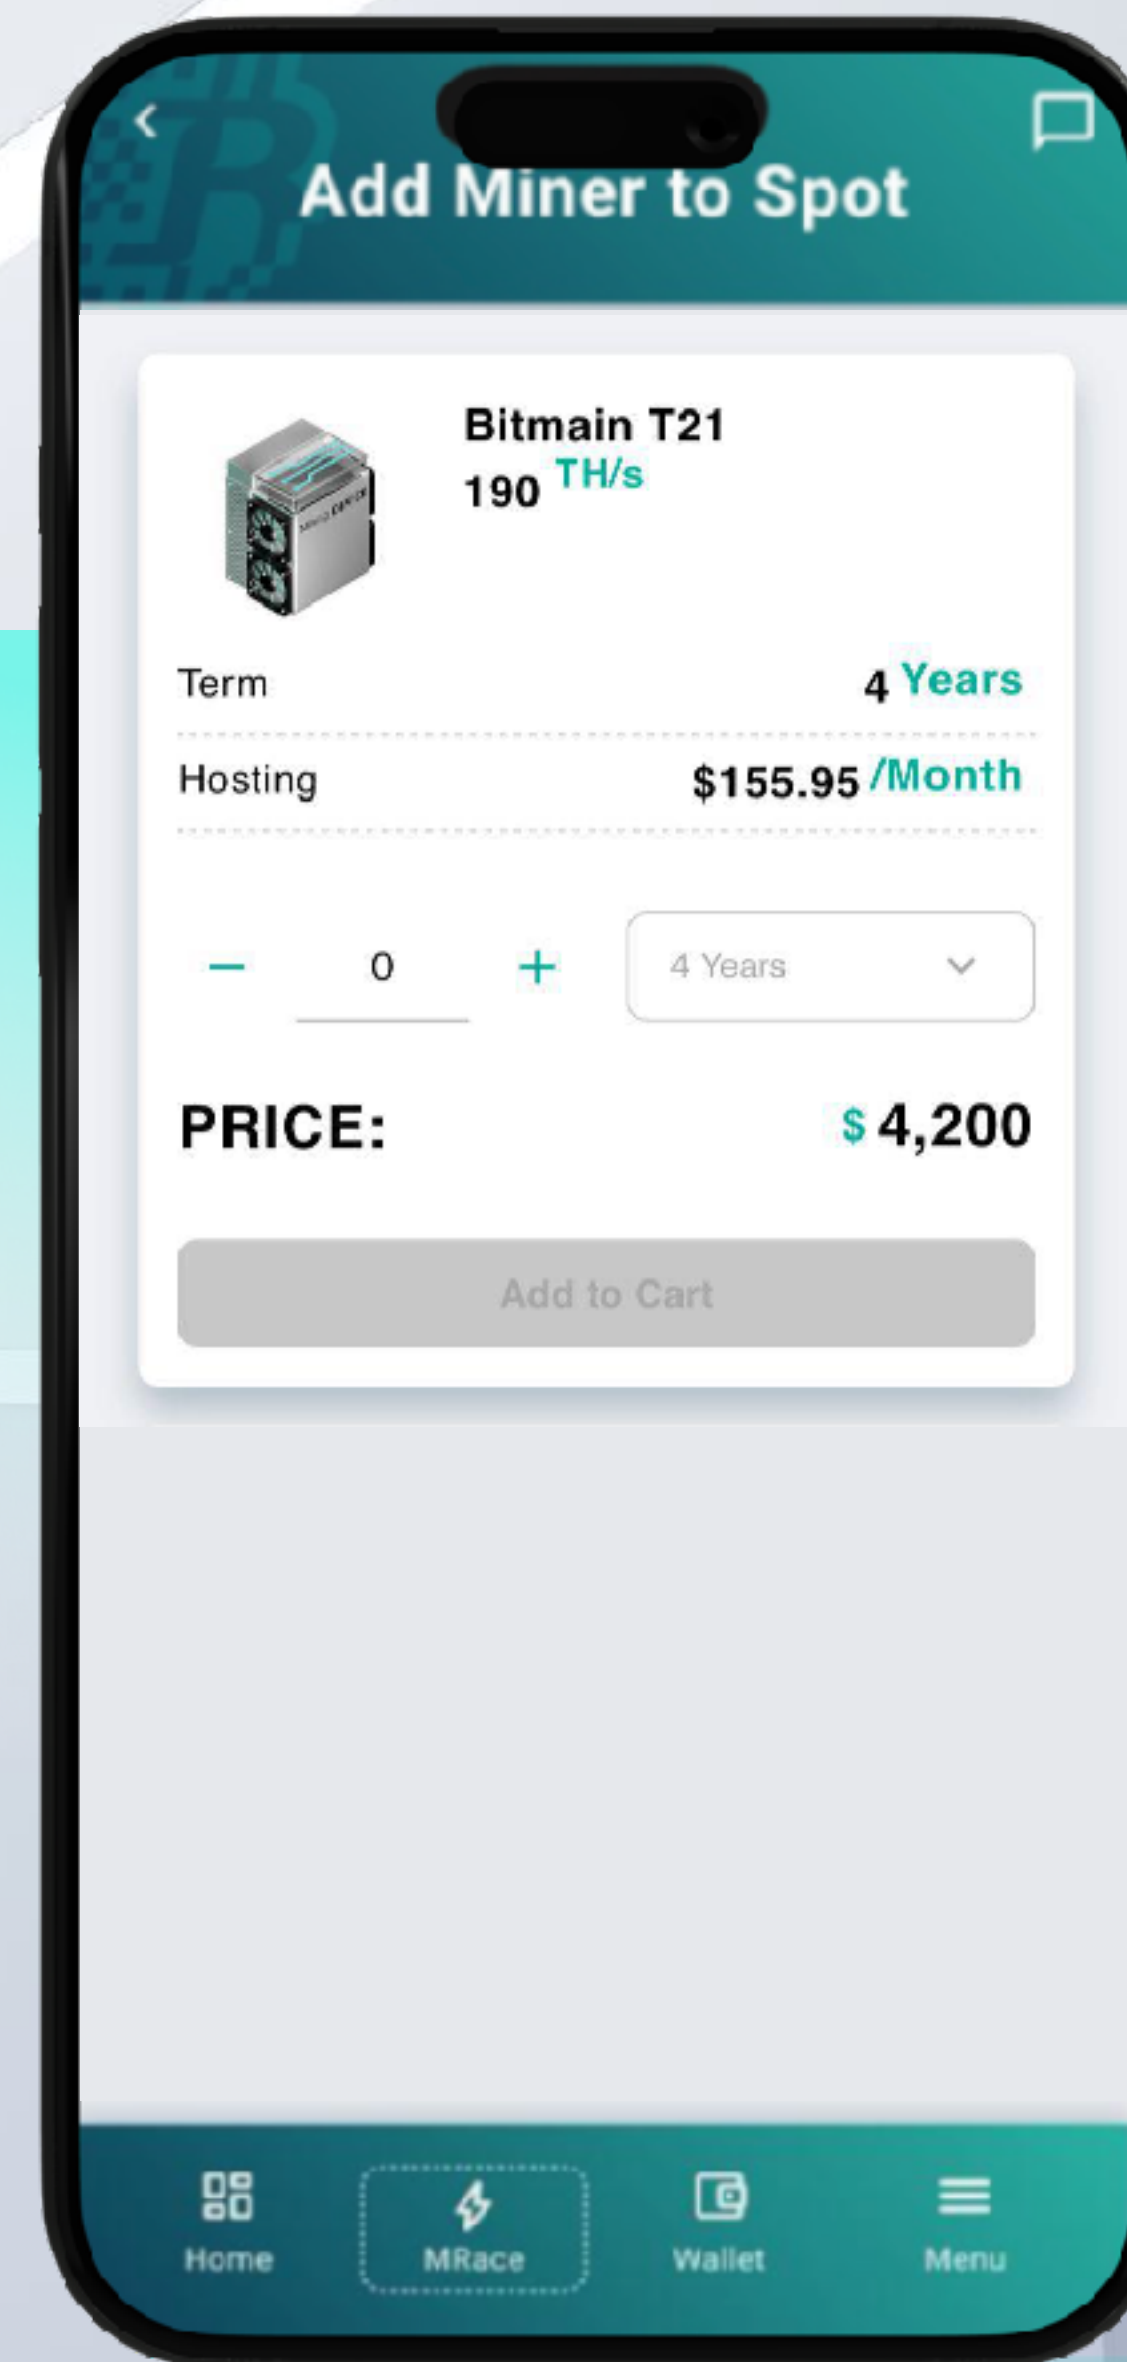 Add Miner to Spot
Bitmain T21
190 TH/s
Term 4 Years
Hosting $155.95 /Month
0 4 Years
PRICE: $ 4,200
Add to Cart
Home MRace Wallet Menu